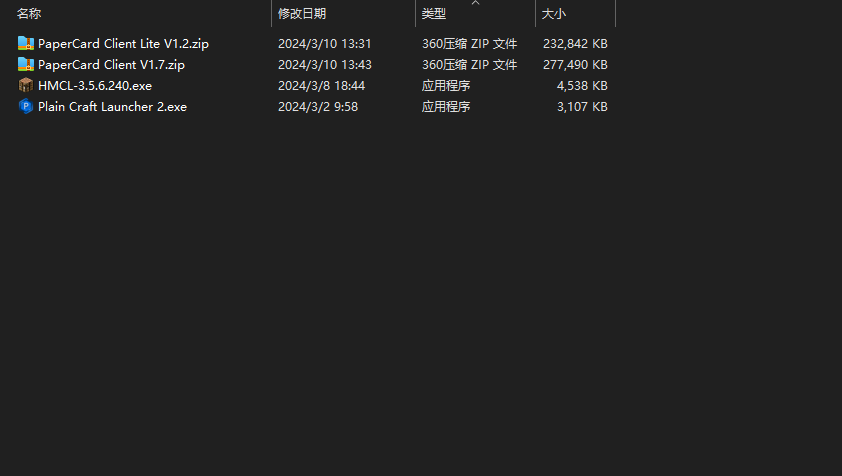 名称 修改日期 类型 大小
PaperCard Client Lite V1.2.zip 2024/3/10 13:31 360压缩 ZIP 文件 232,842 KB
PaperCard Client V1.7.zip 2024/3/10 13:43 360压缩 ZIP 文件 277,490 KB
HMCL-3.5.6.240.exe 2024/3/8 18:44 应用程序 4,538 KB
Plain Craft Launcher 2.exe 2024/3/2 9:58 应用程序 3,107 KB